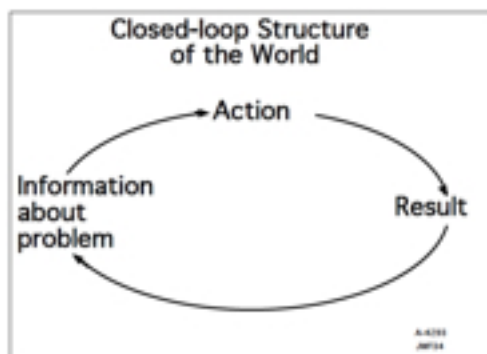 Closed-loop Structure
of the World
Action
Information
about
problem
Result